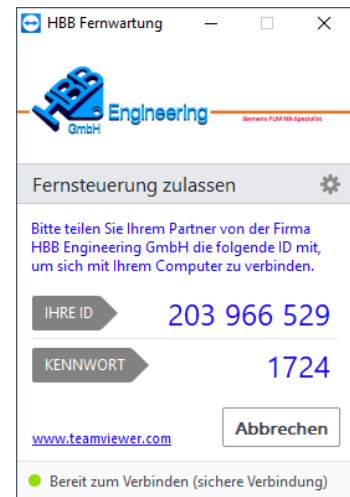 HBB Fernwartung
HBB
Engineering
GmbH
Siemens PLM NX-Spezialist
Fernsteuerung zulassen
Bitte teilen Sie Ihrem Partner von der Firma
HBB Engineering GmbH die folgende ID mit,
um sich mit Ihrem Computer zu verbinden.
IHRE ID 203 966 529
KENNWORT 1724
www.teamviewer.com
Abbrechen
Bereit zum Verbinden (sichere Verbindung)